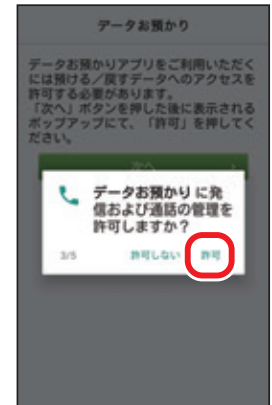 データお預かり
データお預かりアプリをご利用いただく
には預ける／戻すデータへのアクセスを
許可する必要があります。
「次へ」ボタンを押した後に表示される
ポップアップにて、「許可」を押してく
ださい。
次へ
データお預かり に発
信および通話の管理を
許可しますか？
3/5
許可しない
許可